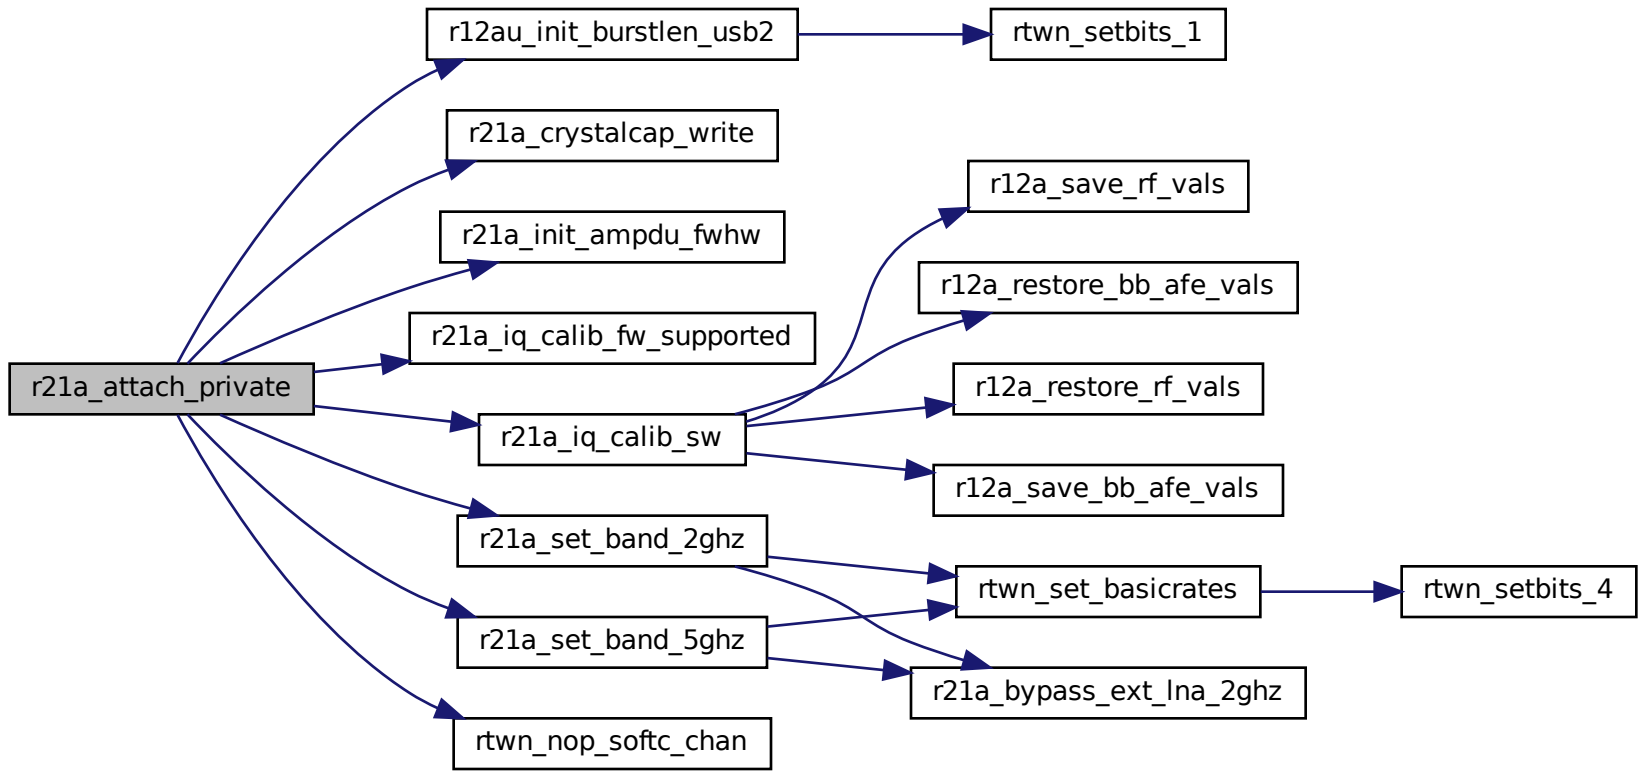 r12au_init_burstlen_usb2
rtwn_setbits_1
r21a_crystalcap_write
r12a_save_rf_vals
r21a_init_ampdu_fwhw
r12a_restore_bb_afe_vals
r21a_iq_calib_fw_supported
r21a_attach_private
r12a_restore_rf_vals
r21a_iq_calib_sw
r12a_save_bb_afe_vals
r21a_set_band_2ghz
rtwn_set_basicrates
rtwn_setbits_4
r21a_set_band_5ghz
r21a_bypass_ext_lna_2ghz
rtwn_nop_softc_chan